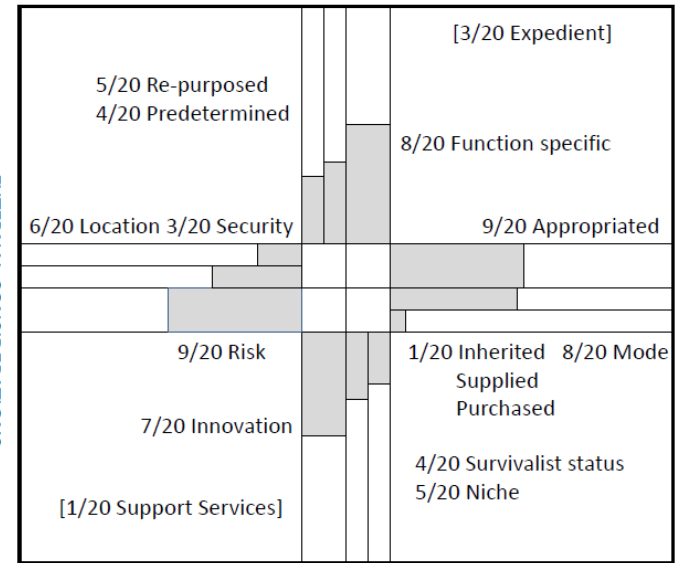 [3/20 Expedient]
5/20 Re-purposed
4/20 Predetermined
8/20 Function specific
6/20 Location 3/20 Security
9/20 Appropriated
9/20 Risk
1/20 Inherited 8/20 Mode
Supplied
Purchased
7/20 Innovation
4/20 Survivalist status
5/20 Niche
[1/20 Support Services]